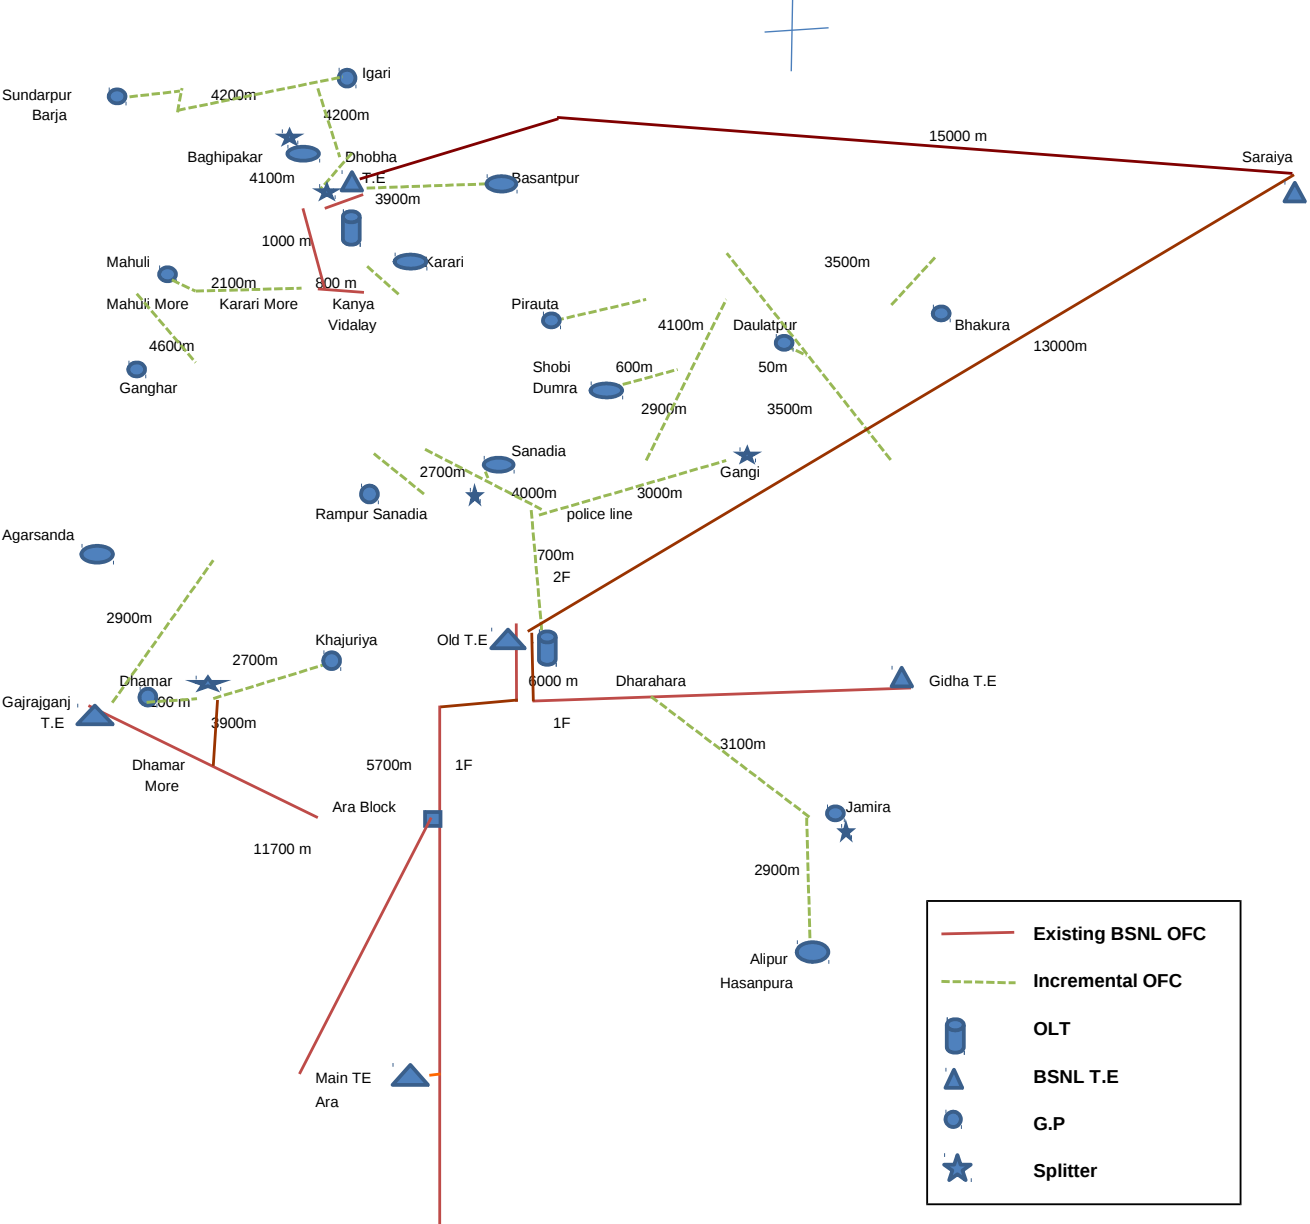 Igari
Sundarpur
Barja
4200m
4200m
15000 m
Baghipakar
Dhobha
T.E
Saraiya
4100m
Basantpur
3900m
1000 m
Mahuli
Karari
3500m
2100m
800 m
Mahuli More
Karari More
Kanya
Vidalay
Pirauta
4100m
Daulatpur
Bhakura
4600m
13000m
Ganghar
Shobi
Dumra
600m
50m
2900m
3500m
Sanadia
2700m
Gangi
4000m
3000m
Rampur Sanadia
police line
Agarsanda
700m
2F
2900m
Khajuriya
Old T.E
2700m
Dhamar
6000 m
Dharahara
Gidha T.E
Gajrajganj
T.E
200 m
3900m
1F
3100m
Dhamar
More
5700m
1F
Ara Block
Jamira
11700 m
2900m
Alipur
Hasanpura
Main TE
Ara
Existing BSNL OFC
Incremental OFC
OLT
BSNL T.E
G.P
Splitter